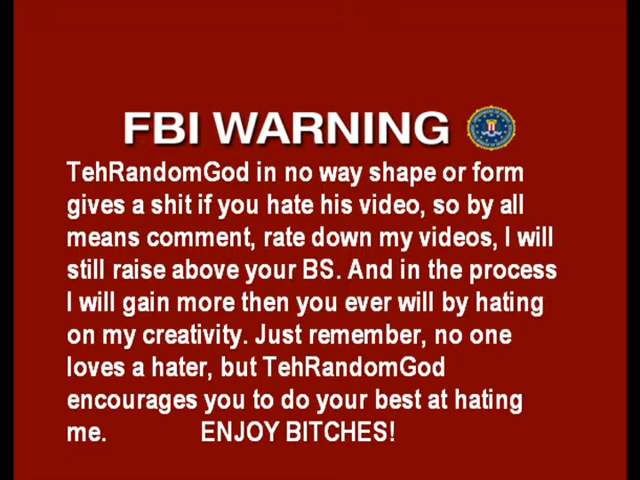 FBI WARNING
TehRandomGod in no way shape or form
gives a shit if you hate his video, so by all
means comment, rate down my videos, I will
still raise above your BS. And in the process
I will gain more then you ever will by hating
on my creativity. Just remember, no one
loves a hater, but TehRandomGod
encourages you to do your best at hating
me. ENJOY BITCHES!